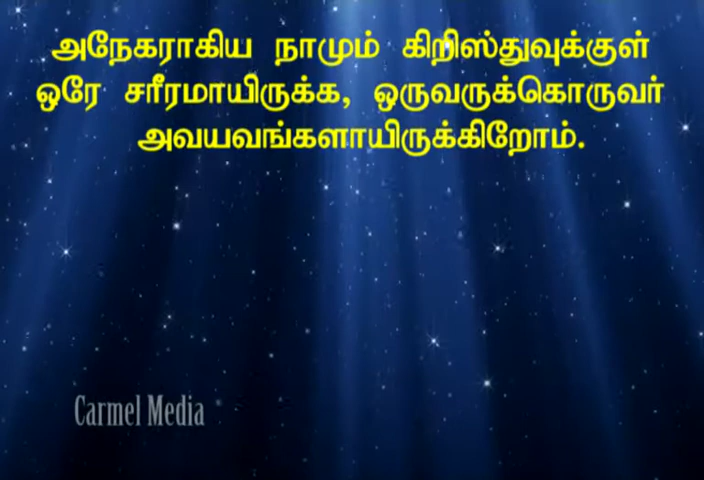 அநேகராகிய நாமும் கிறிஸ்துவுக்குள்
ஒரே சரீரமாயிருக்க, ஒருவருக்கொருவர்
அவயவங்களாயிருக்கிறோம்.
Carmel Media